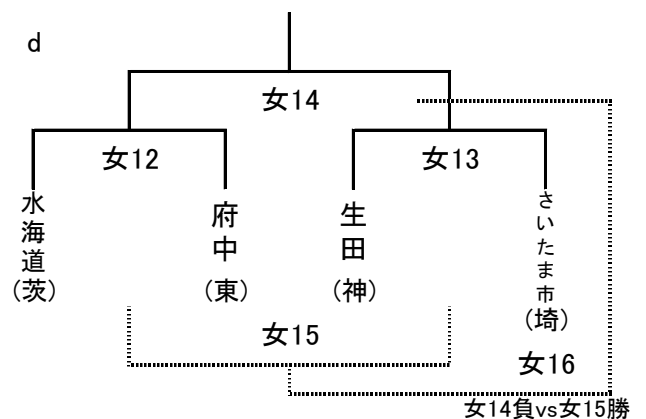 d
女14
女12
女13
水海道
(茨)
府中
(東)
生田
(神)
さいたま市
(埼)
女15
女16
女14負vs女15勝